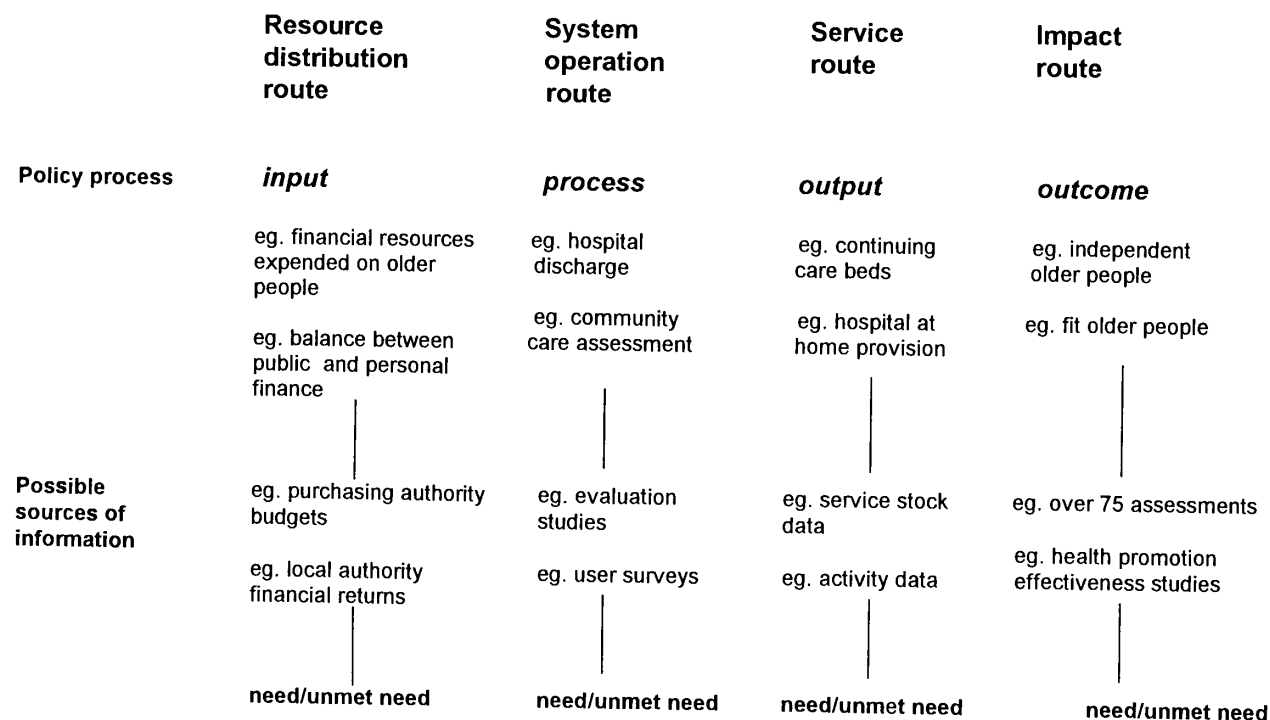 Resource
distribution
route
System
operation
route
Service
route
Impact
route
Policy process
input
process
output
outcome
eg. financial resources
expended on older
people
eg. balance between
public and personal
finance
eg. hospital
discharge
eg. community
care assessment
eg. continuing
care beds
eg. hospital at
home provision
eg. independent
older people
eg. fit older people
Possible
sources of
information
eg. purchasing authority
budgets
eg. local authority
financial returns
eg. evaluation
studies
eg. user surveys
eg. service stock
data
eg. activity data
eg. over 75 assessments
eg. health promotion
effectiveness studies
need/unmet need
need/unmet need
need/unmet need
need/unmet need